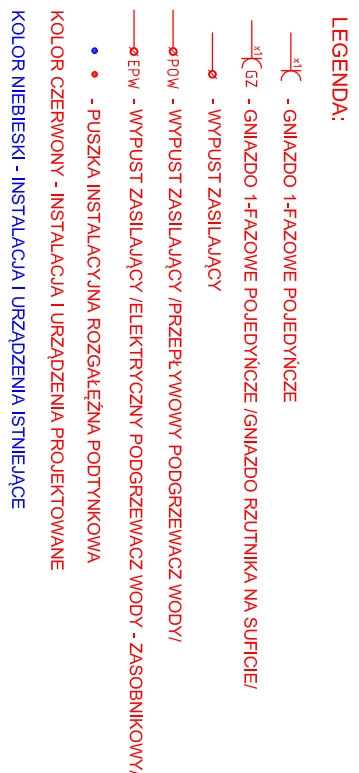 LEGENDA:
x1 - GNIAZDO 1-FAZOWE POJEDYŃCZE
x1 GZ - GNIAZDO 1-FAZOWE POJEDYŃCZE /GNIAZDO RZUTNIKA NA SUFICIE/
- WYPUST ZASILAJĄCY
POW - WYPUST ZASILAJĄCY /PRZEPŁYWOWY PODGRZEWACZ WODY/
EPW - WYPUST ZASILAJĄCY /ELEKTRYCZNY PODGRZEWACZ WODY - ZASOBNIKOWY/
- PUSZKA INSTALACYJNA ROZGAŁĘŹNA PODTYNKOWA
KOLOR CZERWONY - INSTALACJA I URZĄDZENIA PROJEKTOWANE
KOLOR NIEBIESKI - INSTALACJA I URZĄDZENIA ISTNIEJĄCE